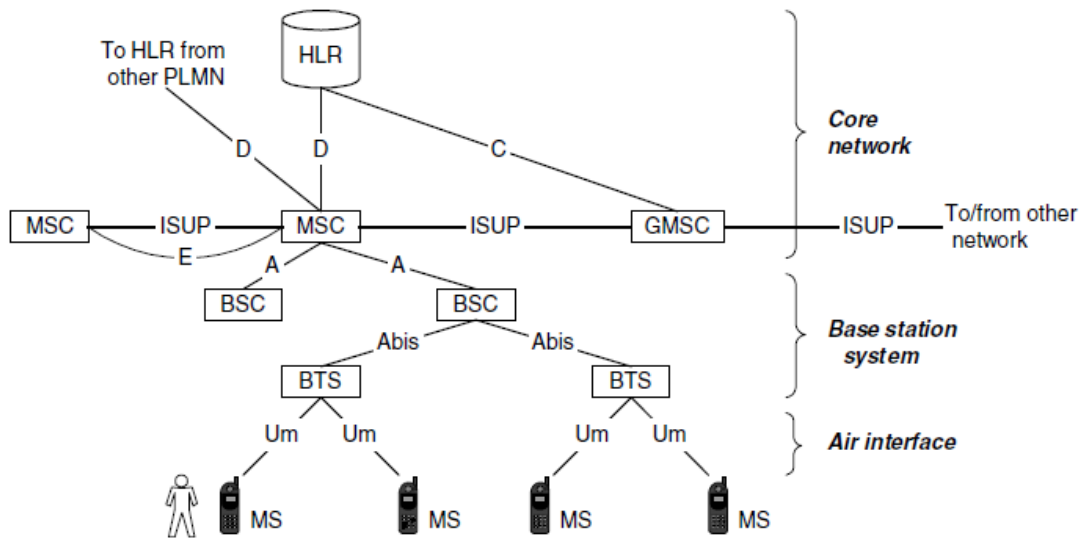 To HLR from
other PLMN
HLR
Core
network
D
D
C
MSC
ISUP
MSC
ISUP
GMSC
ISUP
To/from other
network
E
A
A
BSC
BSC
Base station
system
Abis
Abis
BTS
BTS
Um
Um
Um
Um
Air interface
MS
MS
MS
MS